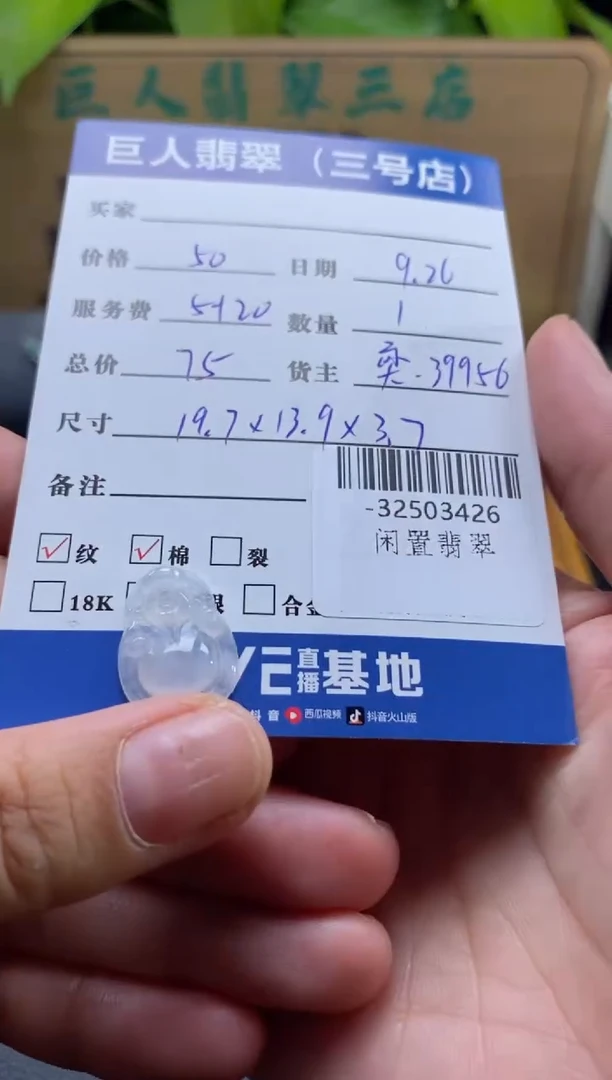 巨人翡翠三店
巨人翡翠（三号店）
买家
价格 50 日期 9.26
服务费 5+20 数量 1
总价 75 货主 奕.39956
尺寸 19.7x13.9x3.7
备注
-32503426
闲置翡翠
纹 棉 裂
18K 银 合金
直播基地
抖音 西瓜视频 抖音火山版